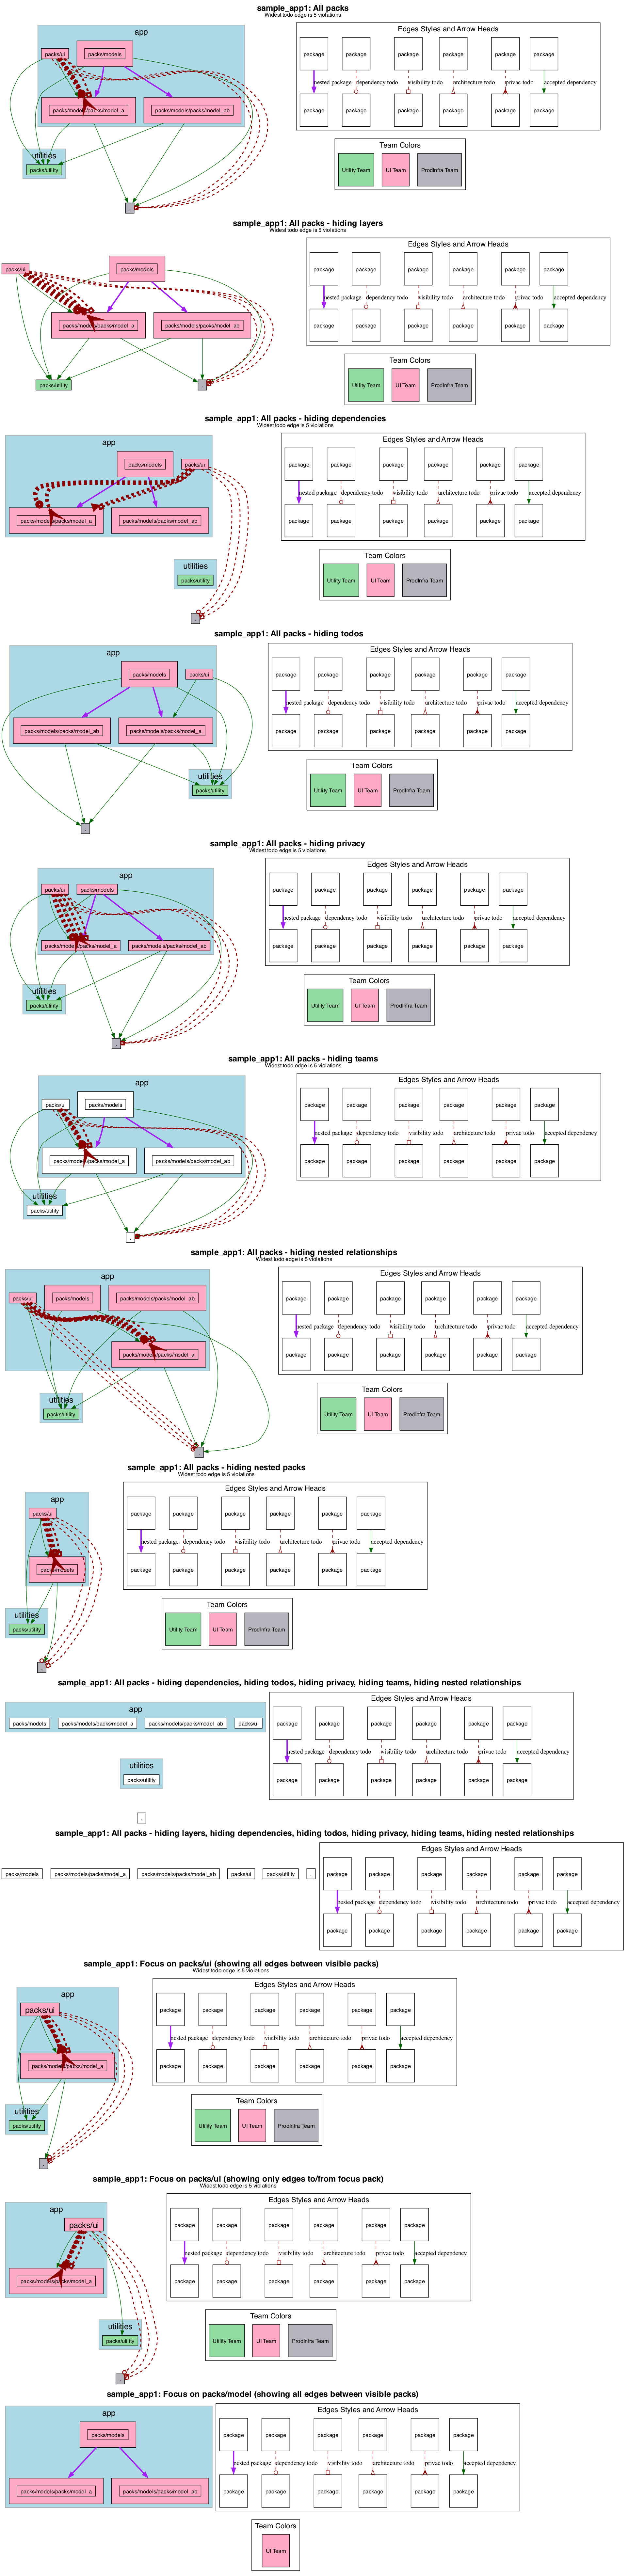 sample_app1: All packs
Widest todo edge is 5 violations
app
packs/ui
packs/models
packs/models/packs/model_a
packs/models/packs/model_ab
utilities
packs/utility
.
Edges Styles and Arrow Heads
package package package package package package
nested package dependency todo visibility todo architecture todo privac todo accepted dependency
package package package package package package
Team Colors
Utility Team UI Team ProdInfra Team
sample_app1: All packs - hiding layers
Widest todo edge is 5 violations
packs/ui
packs/models
packs/models/packs/model_a
packs/models/packs/model_ab
packs/utility
.
Edges Styles and Arrow Heads
package package package package package package
nested package dependency todo visibility todo architecture todo privac todo accepted dependency
package package package package package package
Team Colors
Utility Team UI Team ProdInfra Team
sample_app1: All packs - hiding dependencies
Widest todo edge is 5 violations
app
packs/models
packs/ui
packs/models/packs/model_a
packs/models/packs/model_ab
utilities
packs/utility
.
Edges Styles and Arrow Heads
package package package package package package
nested package dependency todo visibility todo architecture todo privac todo accepted dependency
package package package package package package
Team Colors
Utility Team UI Team ProdInfra Team
sample_app1: All packs - hiding todos
app
packs/models
packs/ui
packs/models/packs/model_ab
packs/models/packs/model_a
utilities
packs/utility
.
Edges Styles and Arrow Heads
package package package package package package
nested package dependency todo visibility todo architecture todo privac todo accepted dependency
package package package package package package
Team Colors
Utility Team UI Team ProdInfra Team
sample_app1: All packs - hiding privacy
Widest todo edge is 5 violations
app
packs/ui
packs/models
packs/models/packs/model_a
packs/models/packs/model_ab
utilities
packs/utility
.
Edges Styles and Arrow Heads
package package package package package package
nested package dependency todo visibility todo architecture todo privac todo accepted dependency
package package package package package package
Team Colors
Utility Team UI Team ProdInfra Team
sample_app1: All packs - hiding teams
Widest todo edge is 5 violations
app
packs/ui
packs/models
packs/models/packs/model_a
packs/models/packs/model_ab
utilities
packs/utility
.
Edges Styles and Arrow Heads
package package package package package package
nested package dependency todo visibility todo architecture todo privac todo accepted dependency
package package package package package package
sample_app1: All packs - hiding nested relationships
Widest todo edge is 5 violations
app
packs/ui
packs/models
packs/models/packs/model_ab
packs/models/packs/model_a
utilities
packs/utility
.
Edges Styles and Arrow Heads
package package package package package package
nested package dependency todo visibility todo architecture todo privac todo accepted dependency
package package package package package package
Team Colors
Utility Team UI Team ProdInfra Team
sample_app1: All packs - hiding nested packs
Widest todo edge is 5 violations
app
packs/ui
packs/models
utilities
packs/utility
.
Edges Styles and Arrow Heads
package package package package package package
nested package dependency todo visibility todo architecture todo privac todo accepted dependency
package package package package package package
Team Colors
Utility Team UI Team ProdInfra Team
sample_app1: All packs - hiding dependencies, hiding todos, hiding privacy, hiding teams, hiding nested relationships
app
packs/models packs/models/packs/model_a packs/models/packs/model_ab packs/ui
utilities
packs/utility
.
Edges Styles and Arrow Heads
package package package package package package
nested package dependency todo visibility todo architecture todo privac todo accepted dependency
package package package package package package
sample_app1: All packs - hiding layers, hiding dependencies, hiding todos, hiding privacy, hiding teams, hiding nested relationships
packs/models packs/models/packs/model_a packs/models/packs/model_ab packs/ui packs/utility .
Edges Styles and Arrow Heads
package package package package package package
nested package dependency todo visibility todo architecture todo privac todo accepted dependency
package package package package package package
sample_app1: Focus on packs/ui (showing all edges between visible packs)
Widest todo edge is 5 violations
app
packs/ui
packs/models/packs/model_a
utilities
packs/utility
.
Edges Styles and Arrow Heads
package package package package package package
nested package dependency todo visibility todo architecture todo privac todo accepted dependency
package package package package package package
Team Colors
Utility Team UI Team ProdInfra Team
sample_app1: Focus on packs/ui (showing only edges to/from focus pack)
Widest todo edge is 5 violations
app
packs/ui
packs/models/packs/model_a
utilities
packs/utility
.
Edges Styles and Arrow Heads
package package package package package package
nested package dependency todo visibility todo architecture todo privac todo accepted dependency
package package package package package package
Team Colors
Utility Team UI Team ProdInfra Team
sample_app1: Focus on packs/model (showing all edges between visible packs)
app
packs/models
packs/models/packs/model_a
packs/models/packs/model_ab
Edges Styles and Arrow Heads
package package package package package package
nested package dependency todo visibility todo architecture todo privac todo accepted dependency
package package package package package package
Team Colors
UI Team